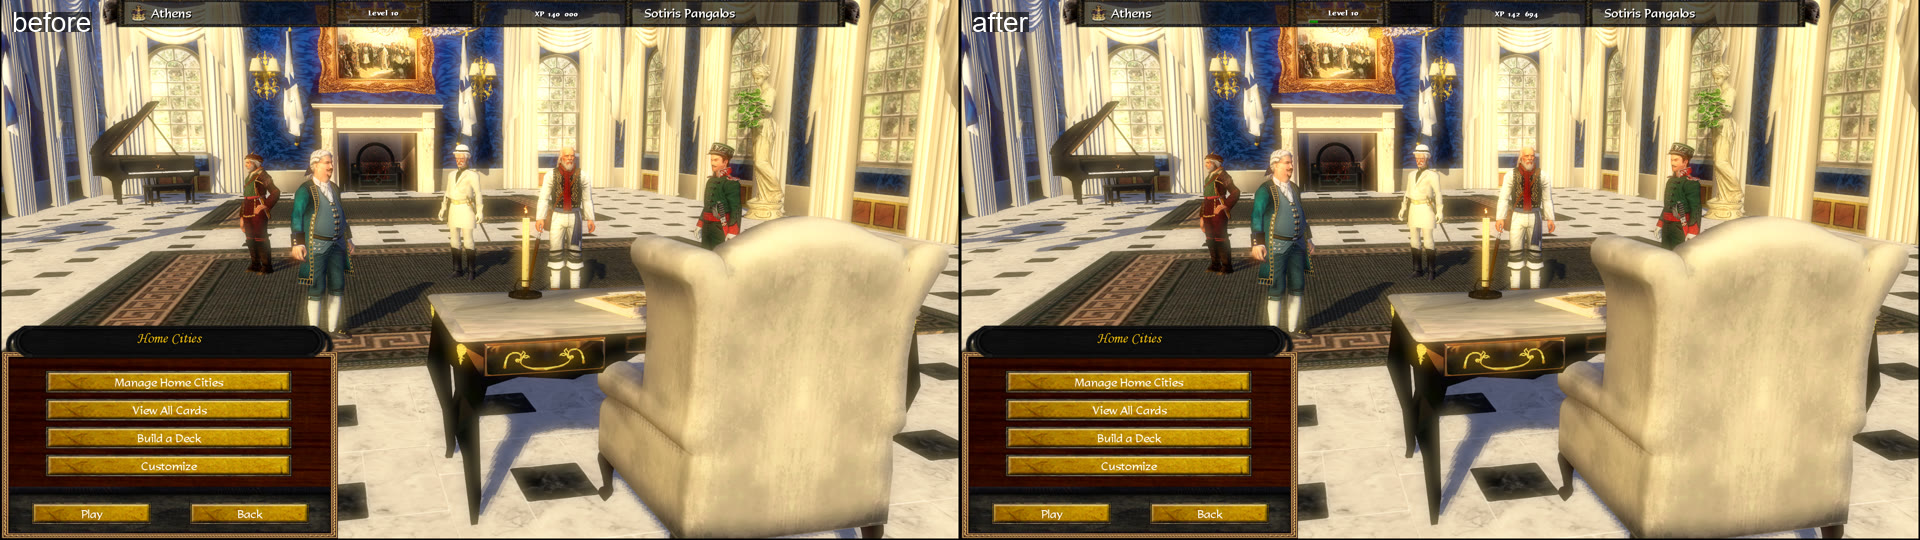 before
Athens
Level 10
XP 140 000
Sotiris Pangalos
Home Cities
Manage Home Cities
View All Cards
Build a Deck
Customize
Play
Back
after
Athens
Level 10
XP 142 694
Sotiris Pangalos
Home Cities
Manage Home Cities
View All Cards
Build a Deck
Customize
Play
Back